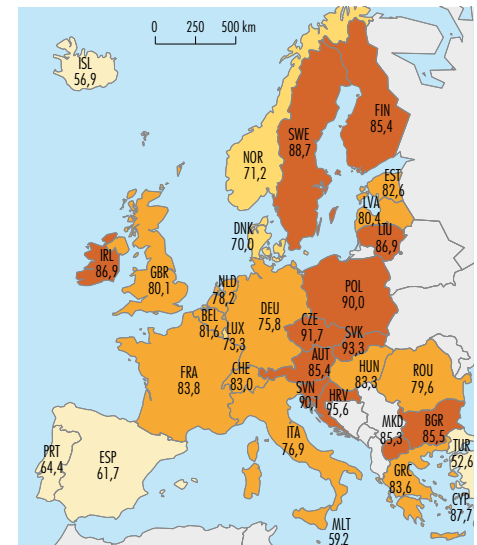 0 250 500 km
ISL
56,9
FIN
85,4
SWE
88,7
NOR
71,2
EST
82,6
LVA
80,4
LTU
86,9
DNK
70,0
IRL
86,9
GBR
80,1
NLD
78,2
BEL
81,6
LUX
73,3
DEU
75,8
POL
90,0
CZE
91,7
SVK
93,3
AUT
85,4
HUN
83,3
ROU
79,6
FRA
83,8
CHE
83,0
SVN
90,1
HRV
95,6
MKD
85,3
BGR
85,5
ITA
76,9
PRT
64,4
ESP
61,7
TUR
52,6
GRC
83,6
CYP
87,7
MLT
59,2